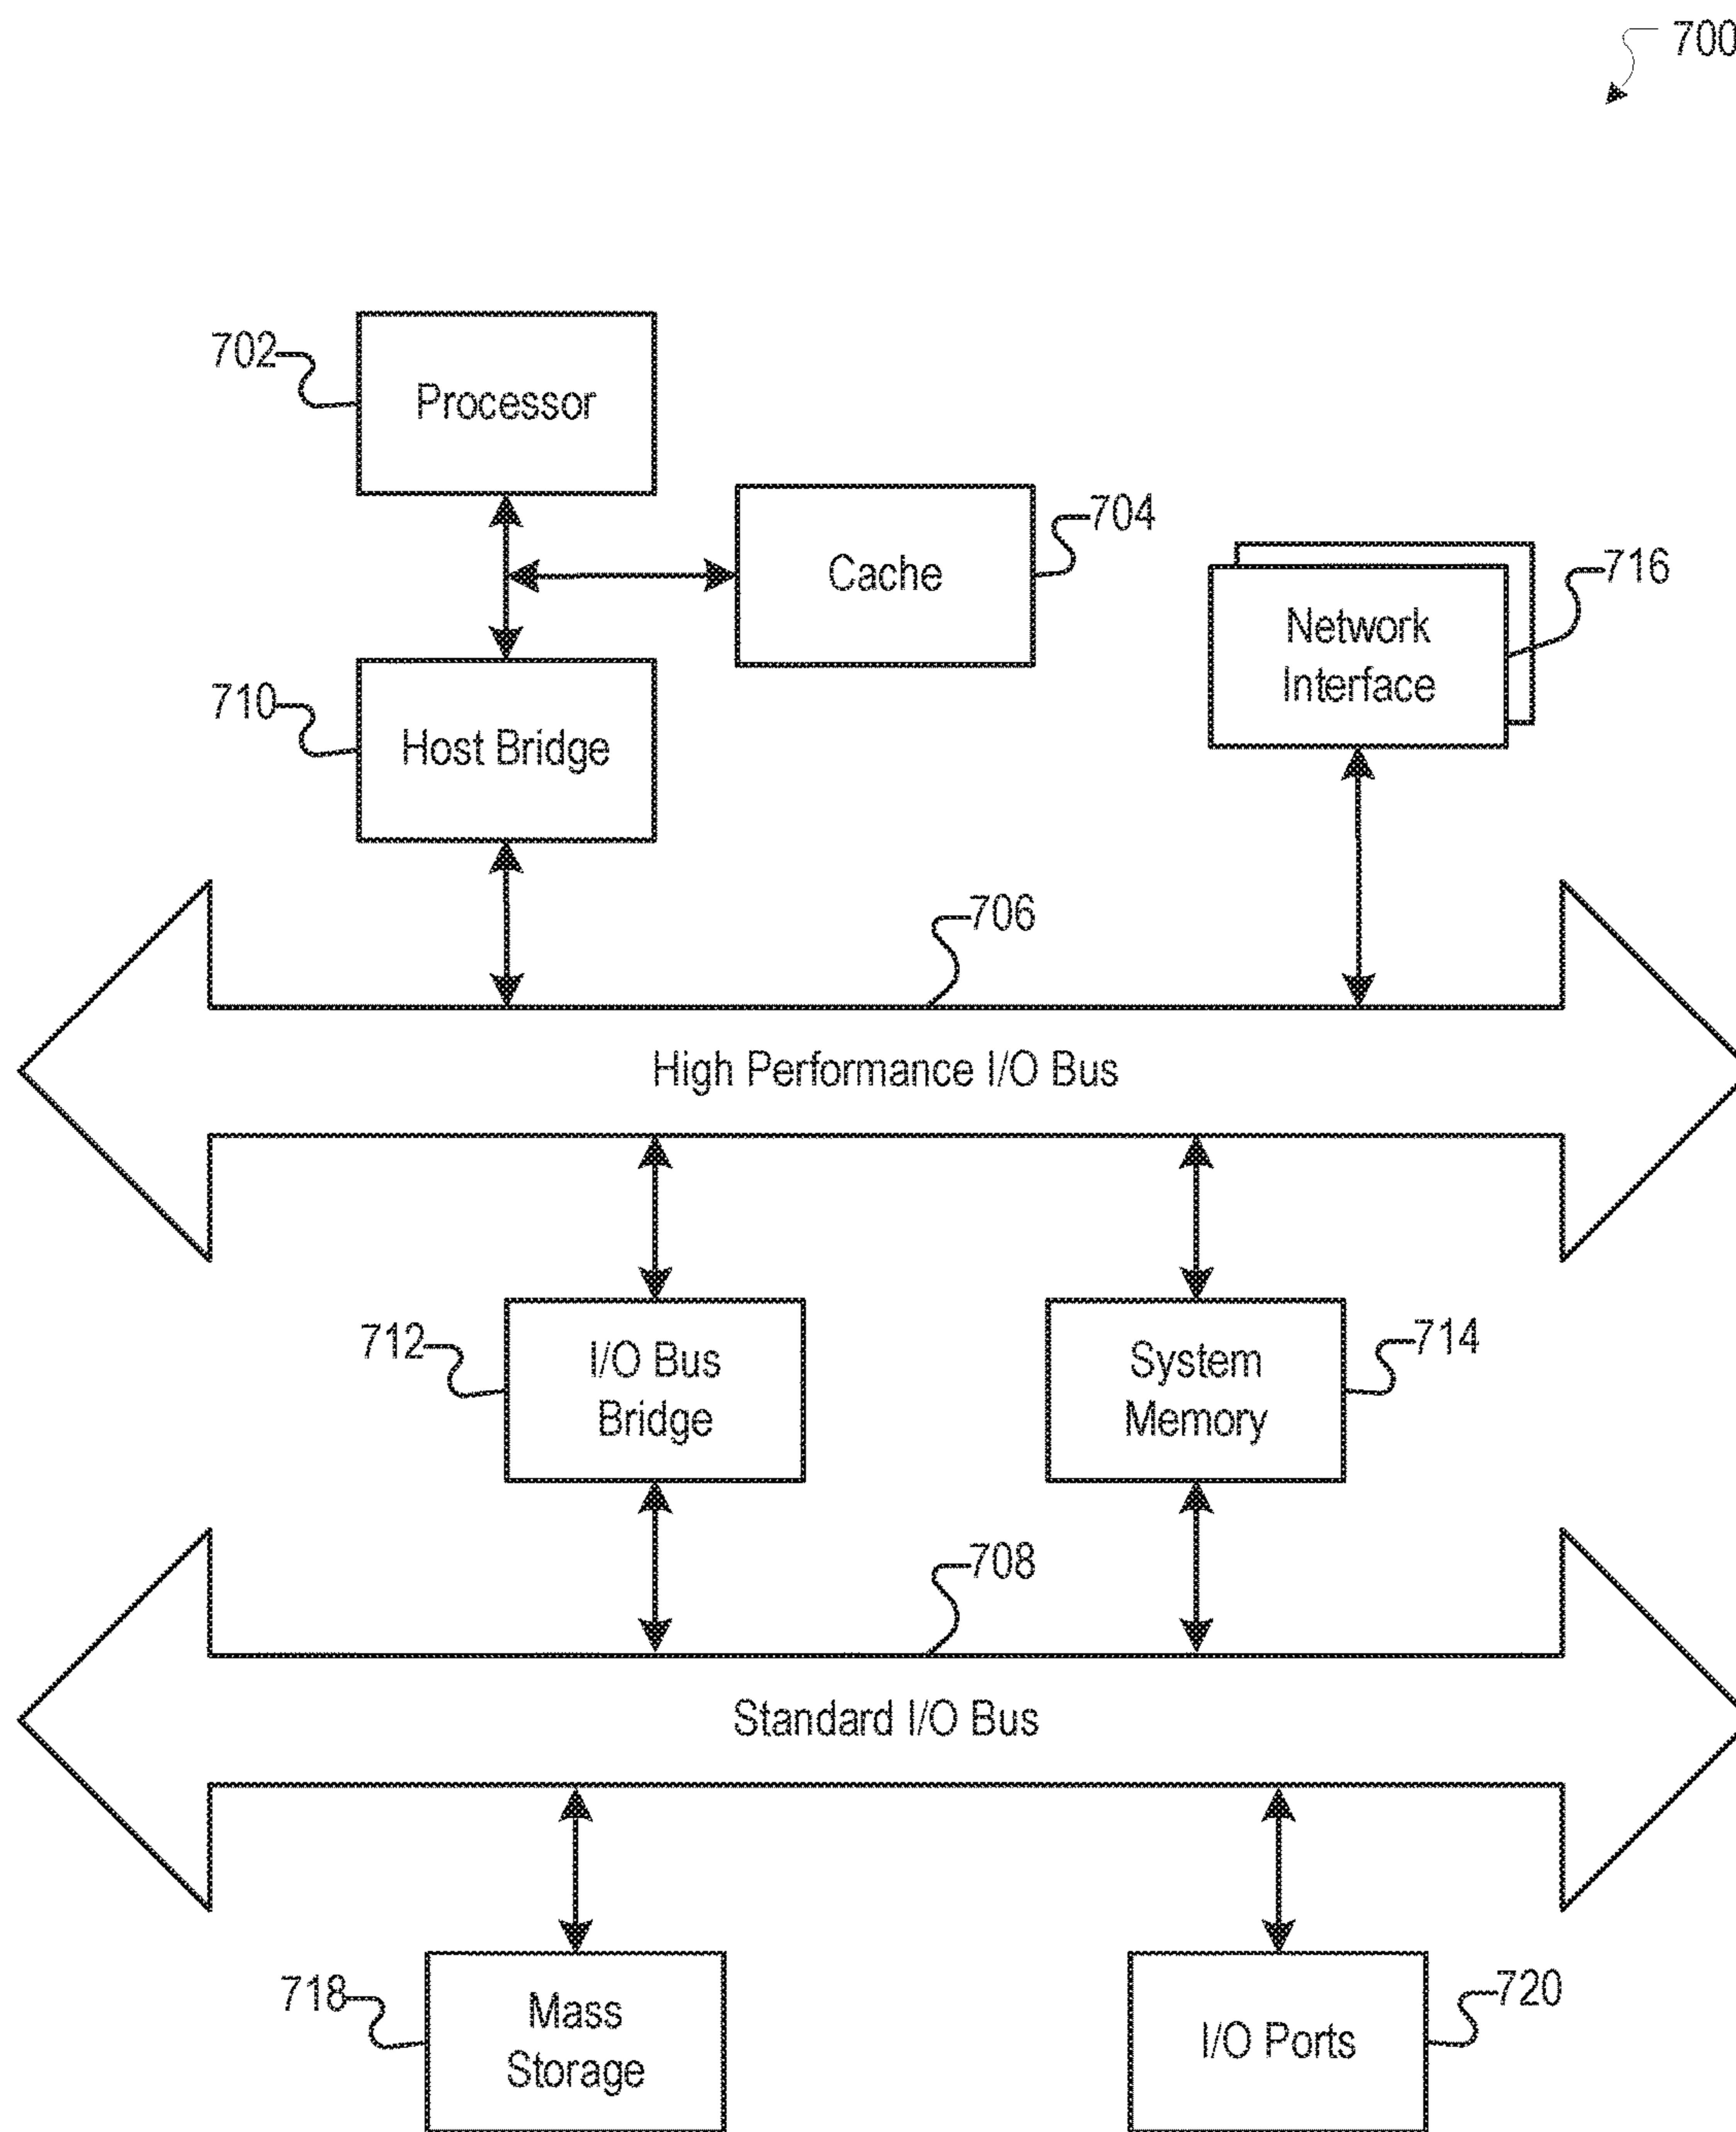 700
702
Processor
704
Cache
716
Network
Interface
710
Host Bridge
706
High Performance I/O Bus
712
I/O Bus
Bridge
714
System
Memory
708
Standard I/O Bus
718
Mass
Storage
720
I/O Ports